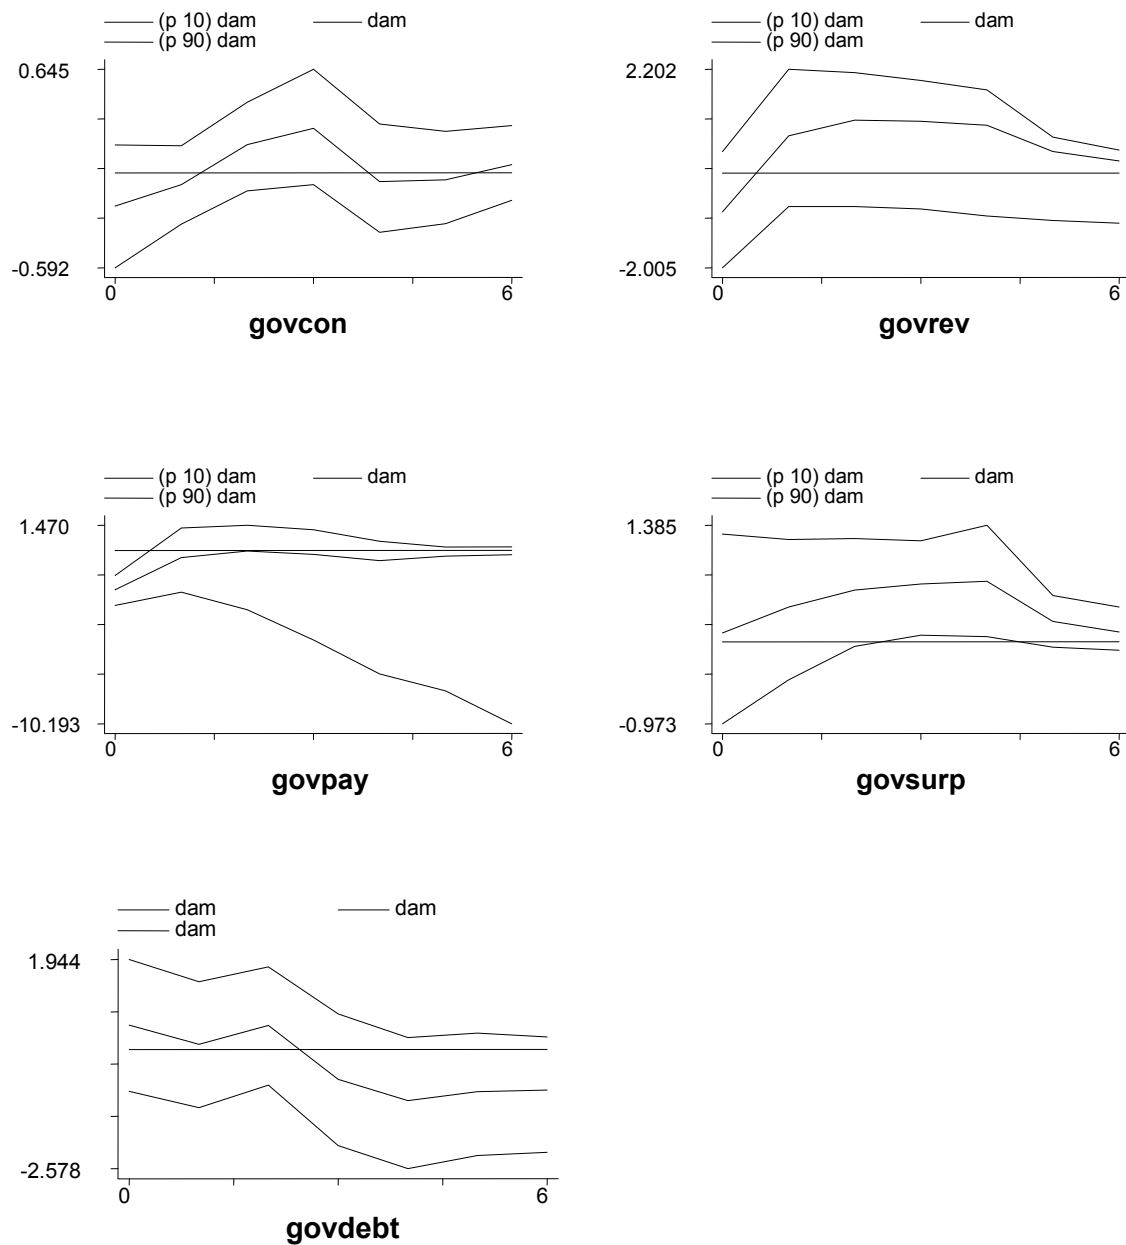 (p 10) dam dam
(p 90) dam
0.645
-0.592
0 6
govcon
(p 10) dam dam
(p 90) dam
2.202
-2.005
0 6
govrev
(p 10) dam dam
(p 90) dam
1.470
-10.193
0 6
govpay
(p 10) dam dam
(p 90) dam
1.385
-0.973
0 6
govsurp
dam dam
dam
1.944
-2.578
0 6
govdebt